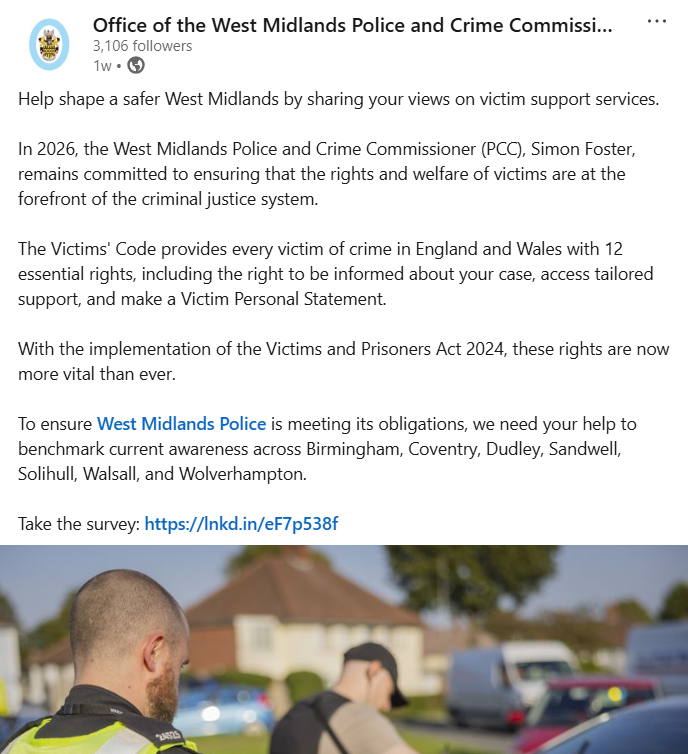 Office of the West Midlands Police and Crime Commissi...
3,106 followers
1w •
Help shape a safer West Midlands by sharing your views on victim support services.
In 2026, the West Midlands Police and Crime Commissioner (PCC), Simon Foster,
remains committed to ensuring that the rights and welfare of victims are at the
forefront of the criminal justice system.
The Victims' Code provides every victim of crime in England and Wales with 12
essential rights, including the right to be informed about your case, access tailored
support, and make a Victim Personal Statement.
With the implementation of the Victims and Prisoners Act 2024, these rights are now
more vital than ever.
To ensure West Midlands Police is meeting its obligations, we need your help to
benchmark current awareness across Birmingham, Coventry, Dudley, Sandwell,
Solihull, Walsall, and Wolverhampton.
Take the survey: https://lnkd.in/eF7p538f